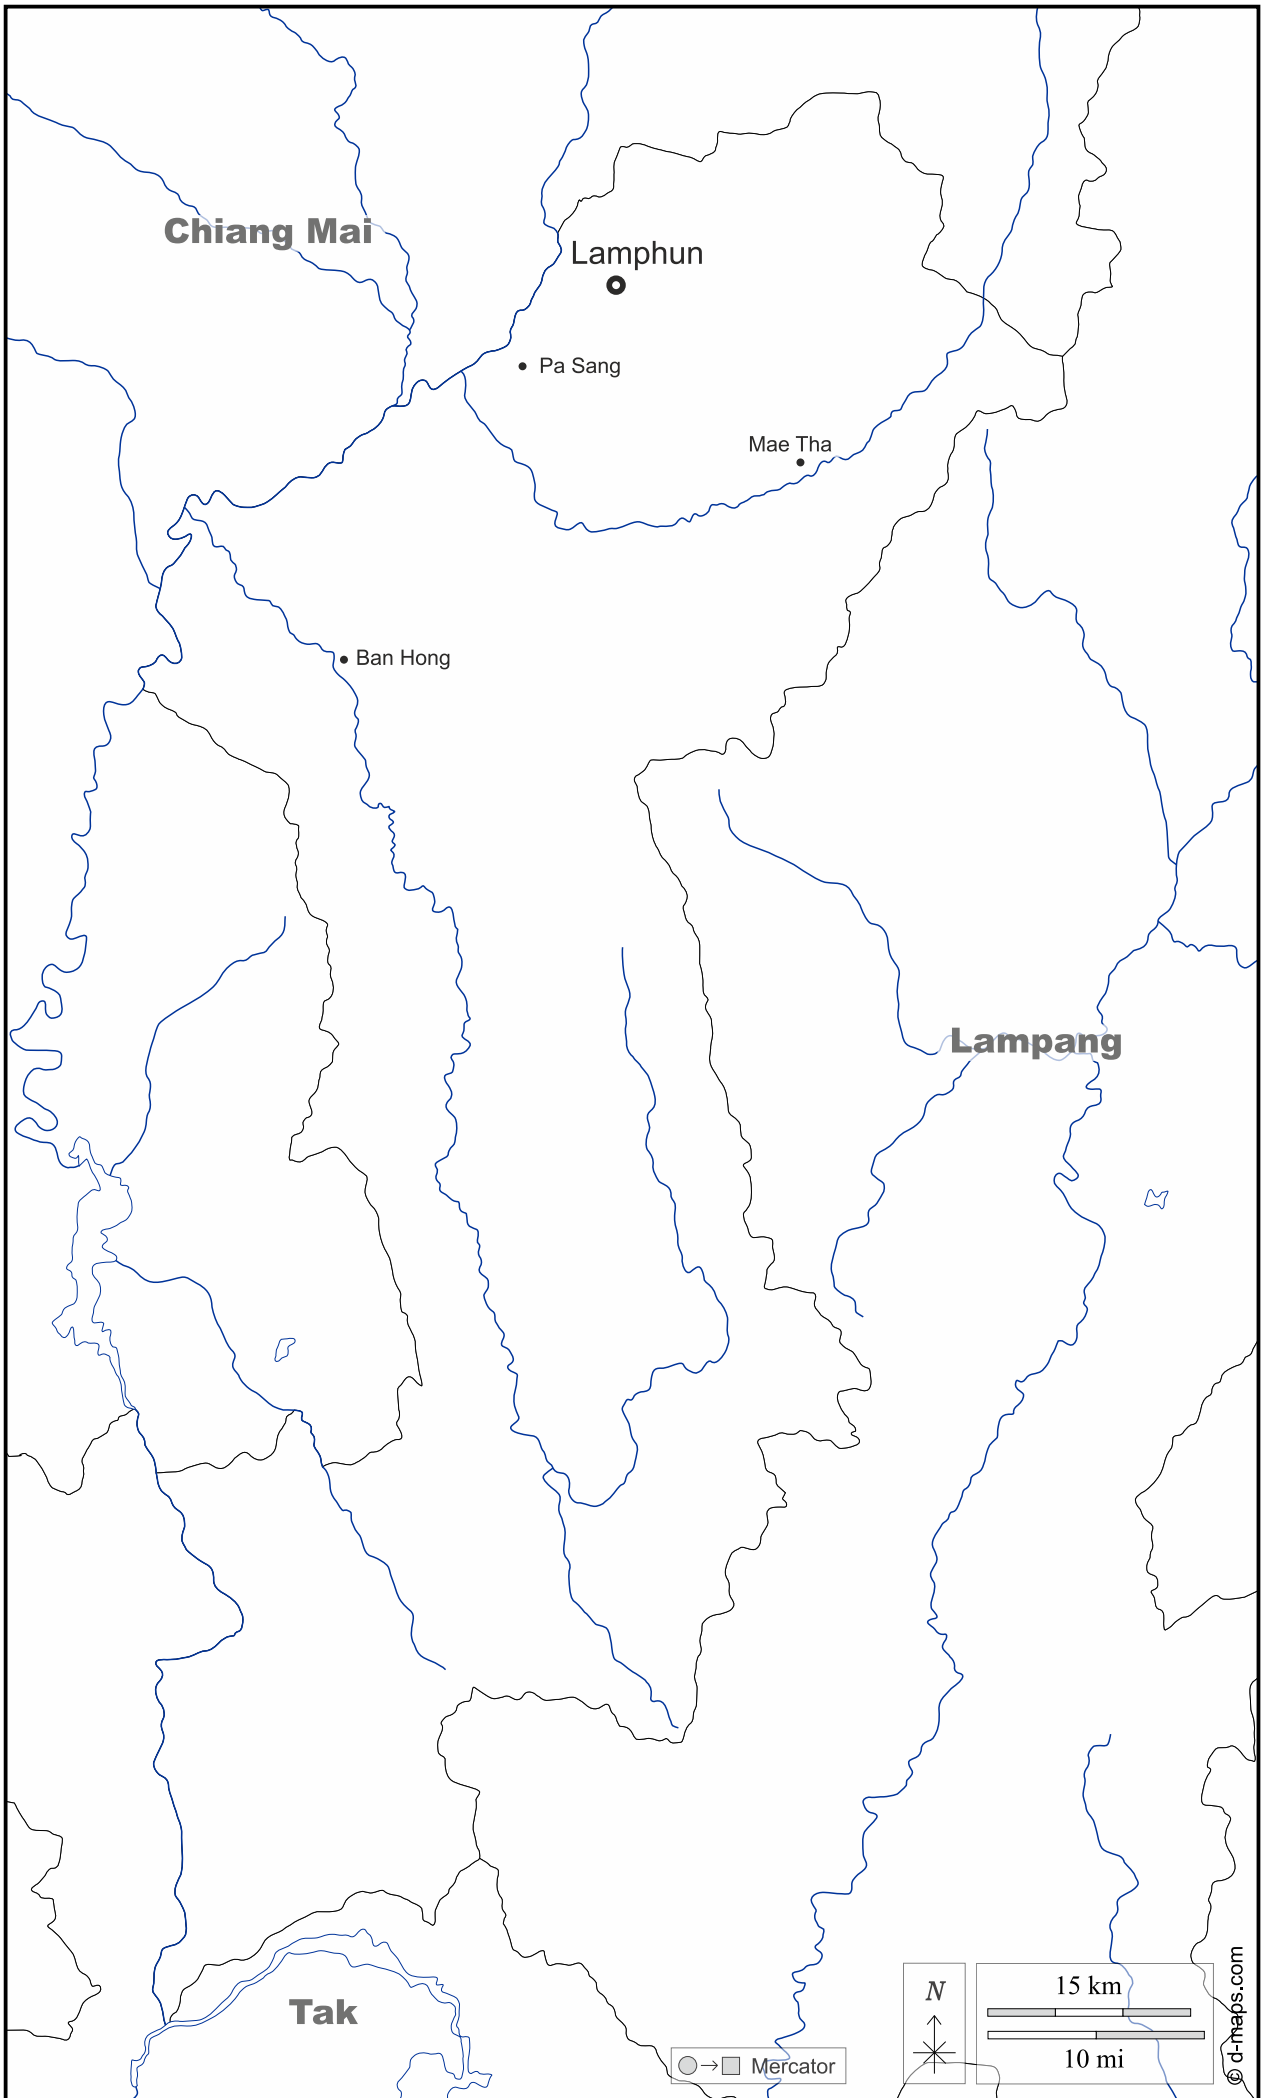 Chiang Mai
Lamphun
Pa Sang
Mae Tha
Ban Hong
Lampang
Tak
N
15 km
10 mi
Mercator
© d-maps.com